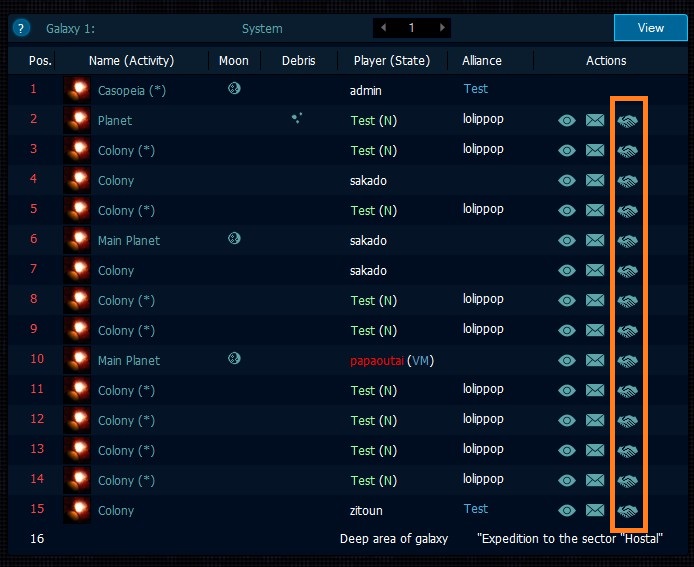 ? Galaxy 1: System 1 View
Pos. Name (Activity) Moon Debris Player (State) Alliance Actions
1 Casopeia (*) admin Test
2 Planet Test (N) lolippop
3 Colony (*) Test (N) lolippop
4 Colony sakado
5 Colony (*) Test (N) lolippop
6 Main Planet sakado
7 Colony sakado
8 Colony (*) Test (N) lolippop
9 Colony (*) Test (N) lolippop
10 Main Planet papaoutai (VM)
11 Colony (*) Test (N) lolippop
12 Colony (*) Test (N) lolippop
13 Colony (*) Test (N) lolippop
14 Colony (*) Test (N) lolippop
15 Colony zitoun Test
16 Deep area of galaxy "Expedition to the sector "Hostal"